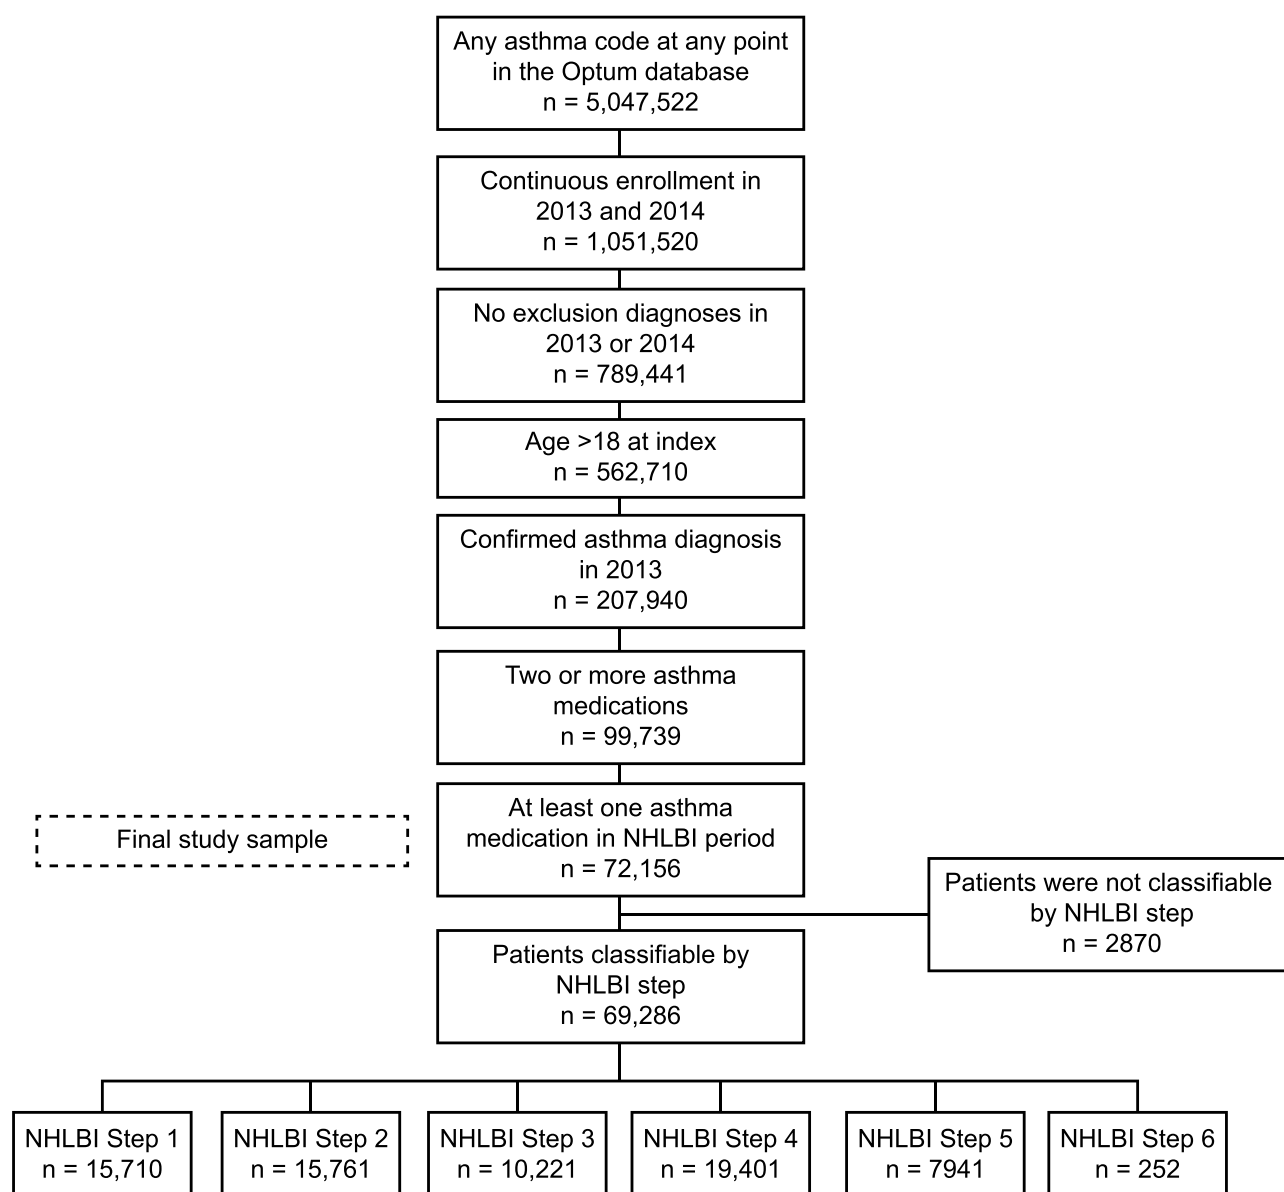 Any asthma code at any point
in the Optum database
n = 5,047,522
Continuous enrollment in
2013 and 2014
n = 1,051,520
No exclusion diagnoses in
2013 or 2014
n = 789,441
Age >18 at index
n = 562,710
Confirmed asthma diagnosis
in 2013
n = 207,940
Two or more asthma
medications
n = 99,739
At least one asthma
medication in NHLBI period
n = 72,156
Final study sample
Patients were not classifiable
by NHLBI step
n = 2870
Patients classifiable by
NHLBI step
n = 69,286
NHLBI Step 1
n = 15,710
NHLBI Step 2
n = 15,761
NHLBI Step 3
n = 10,221
NHLBI Step 4
n = 19,401
NHLBI Step 5
n = 7941
NHLBI Step 6
n = 252